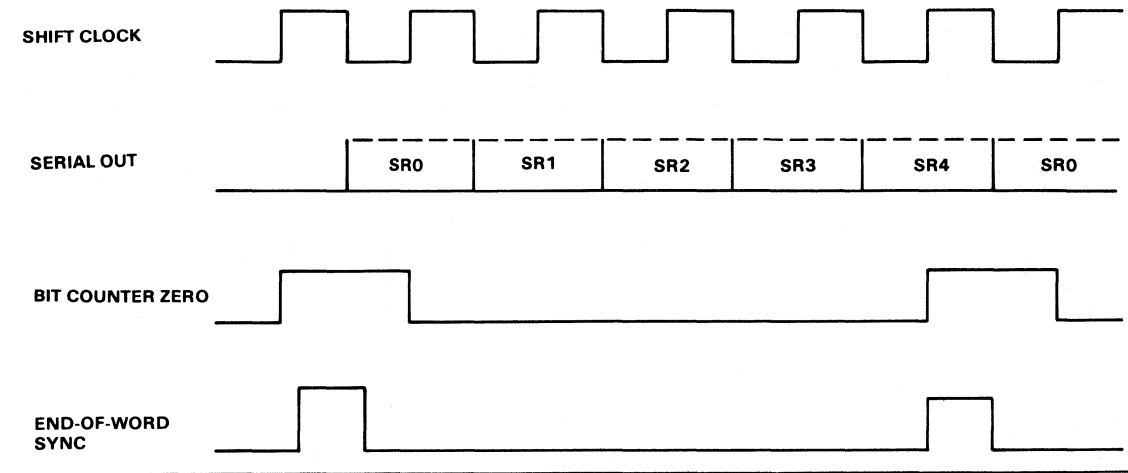 SHIFT CLOCK
SERIAL OUT
SR0 SR1 SR2 SR3 SR4 SR0
BIT COUNTER ZERO
END-OF-WORD
SYNC